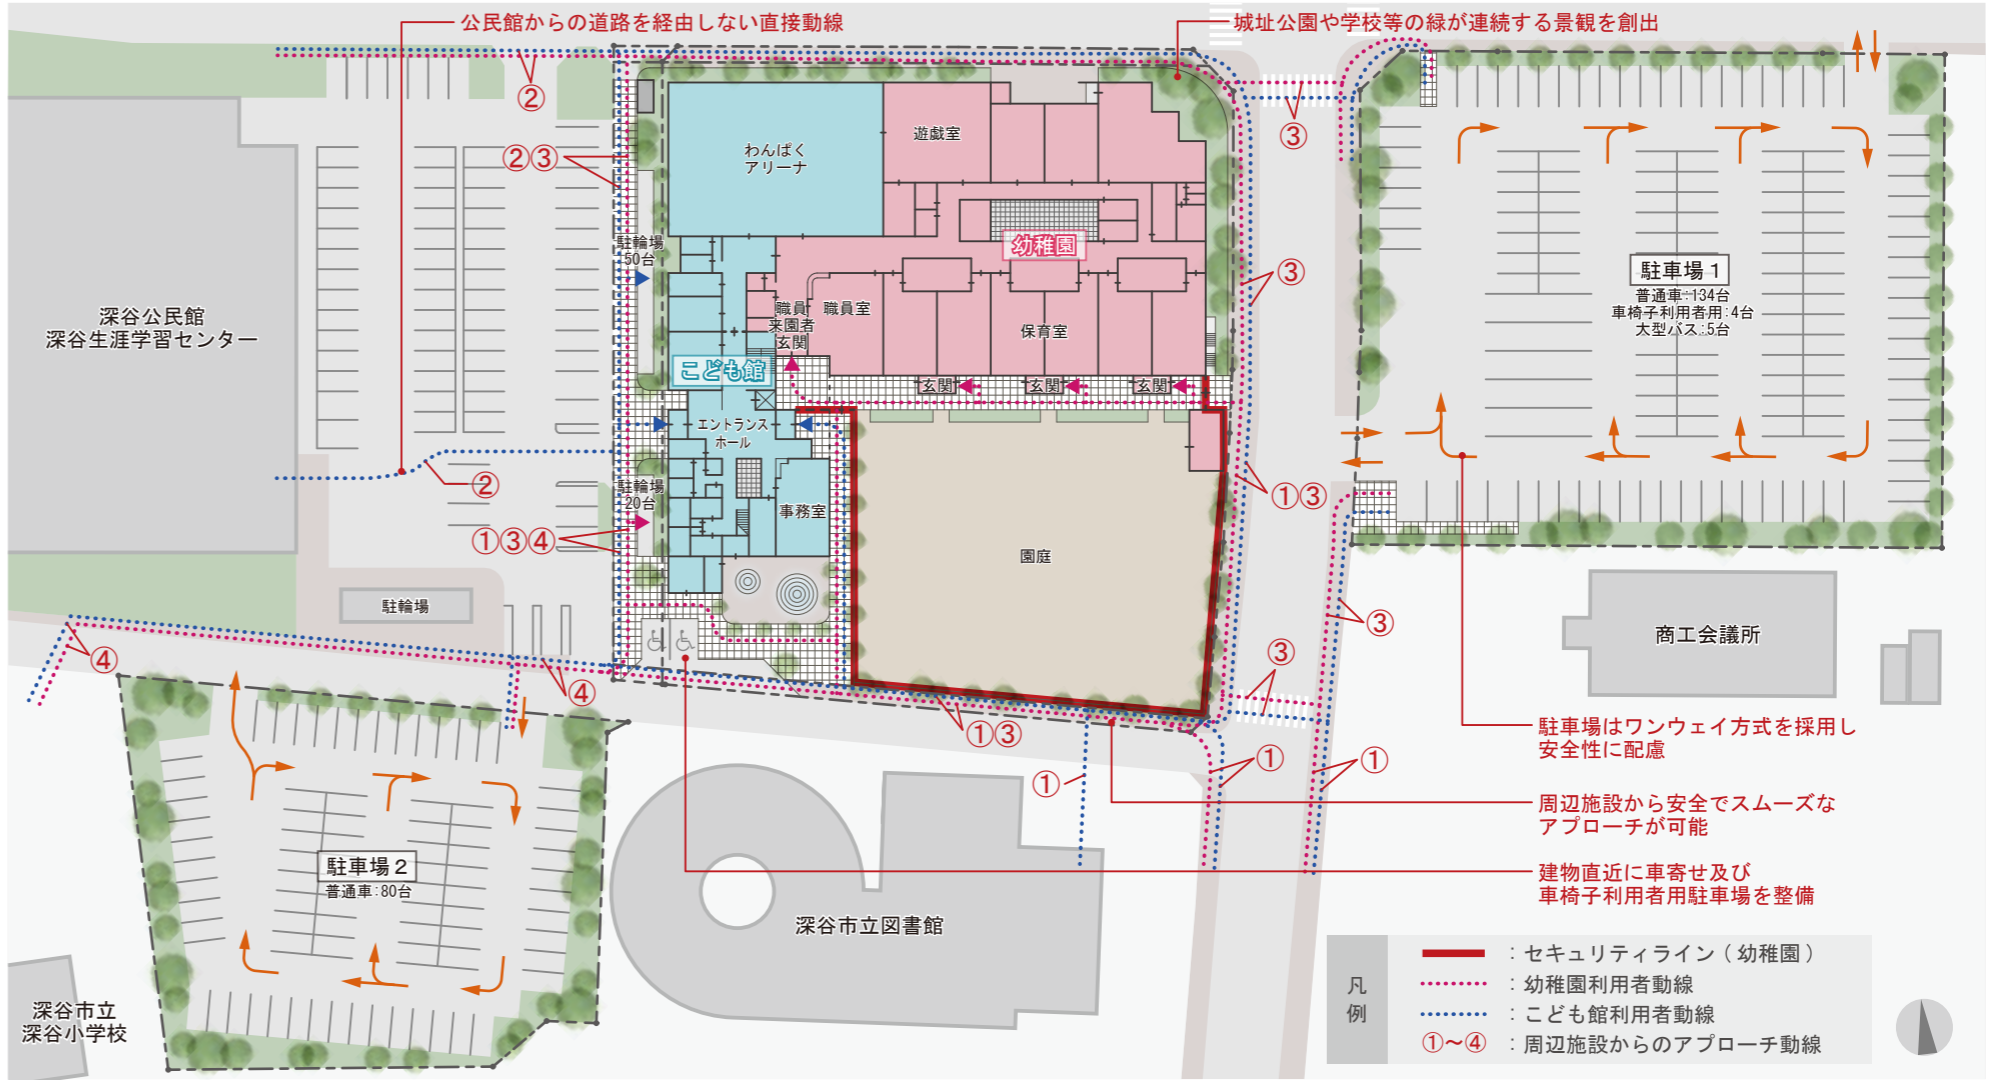 公民館からの道路を経由しない直接動線
城址公園や学校等の緑が連続する景観を創出
②
③
②③
わんぱく
アリーナ
遊戯室
幼稚園
駐輪場
50台
③
駐車場1
普通車:134台
車椅子利用者用:4台
大型バス:5台
深谷公民館
深谷生涯学習センター
職員
来園者
玄関
職員室
保育室
こども館
玄関
玄関
玄関
エントランス
ホール
②
駐輪場
20台
事務室
①③
①③④
園庭
駐輪場
③
商工会議所
④
③
④
①③
①
①
①
駐車場はワンウェイ方式を採用し
安全性に配慮
周辺施設から安全でスムーズな
アプローチが可能
建物直近に車寄せ及び
車椅子利用者用駐車場を整備
駐車場2
普通車:80台
深谷市立図書館
深谷市立
深谷小学校
凡
例
:セキュリティライン(幼稚園)
:幼稚園利用者動線
:こども館利用者動線
①～④:周辺施設からのアプローチ動線